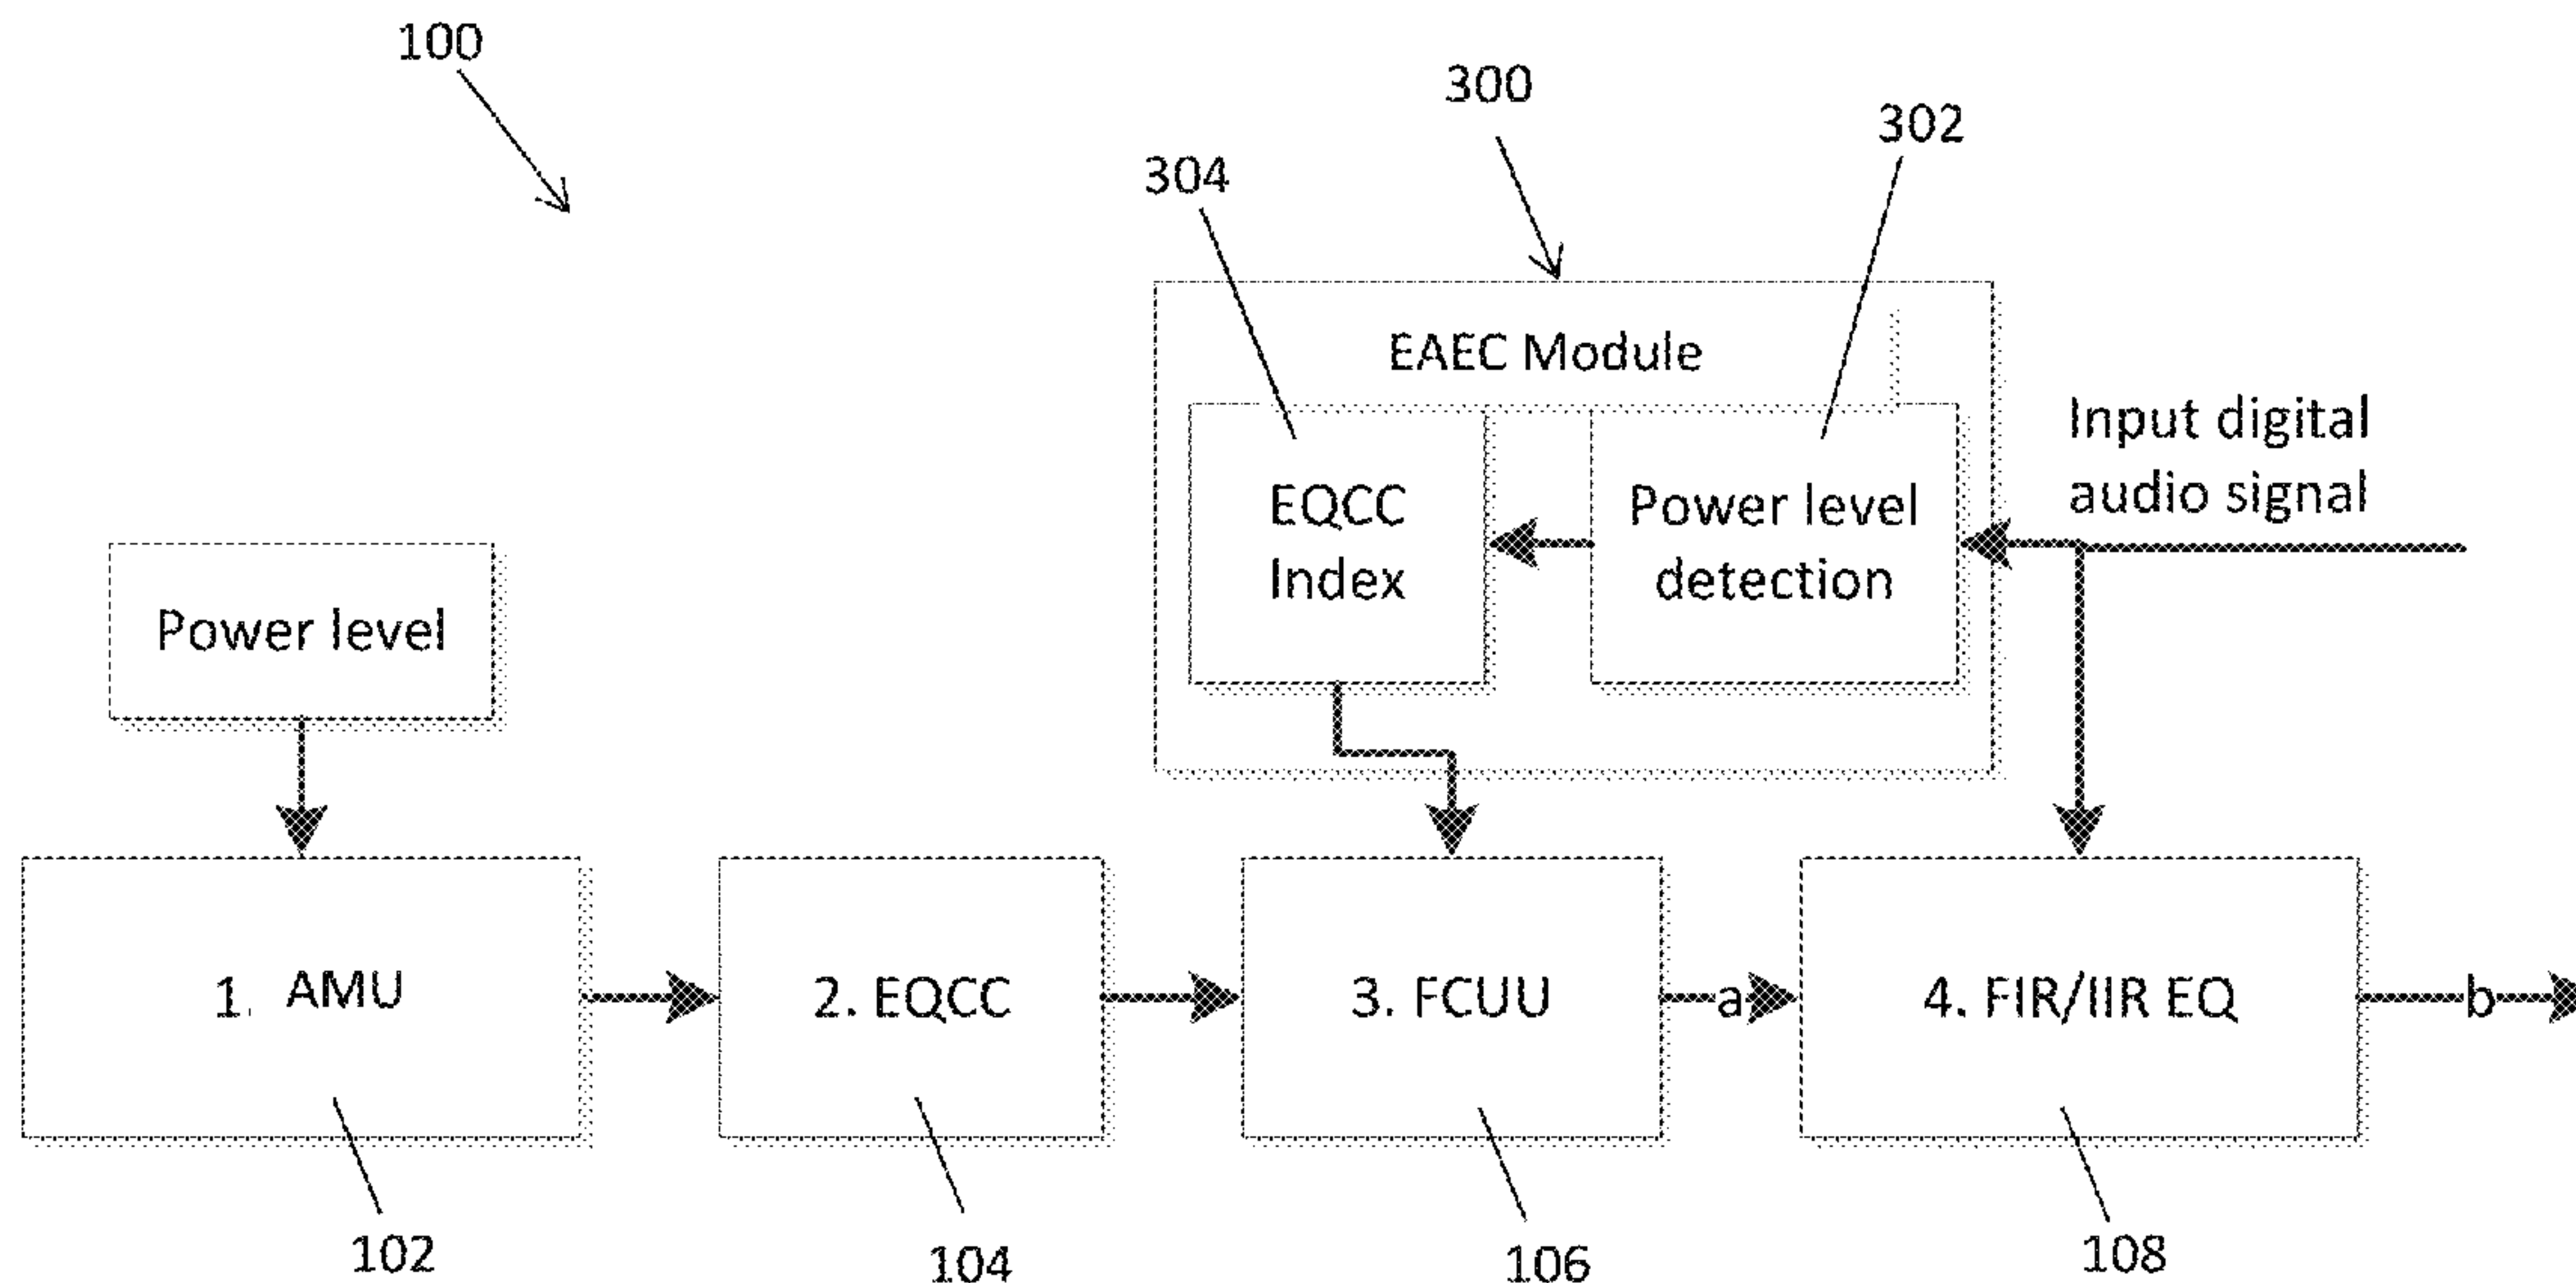 100
300
302
304
EAEC Module
Input digital
audio signal
EQCC
Index
Power level
detection
Power level
1. AMU
2. EQCC
3. FCUU
a
4. FIR/IIR EQ
b
102
104
106
108